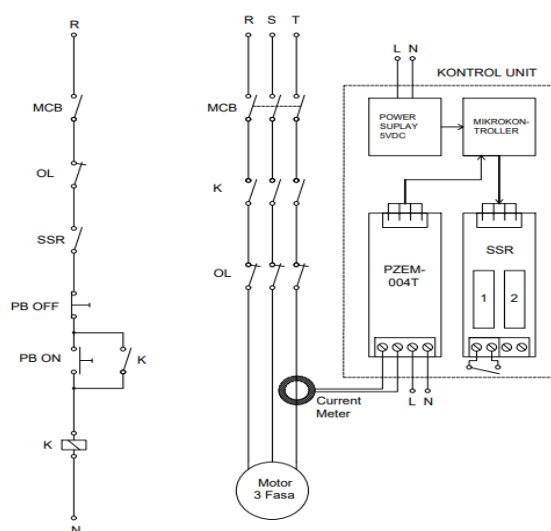 R
MCB
OL
SSR
PB OFF
PB ON
K
K
N
R S T
MCB
K
OL
Motor
3 Fasa
Current
Meter
L N
KONTROL UNIT
POWER
SUPLAY
5VDC
MIKROKON-
TROLLER
PZEM-
004T
SSR
1 2
L N